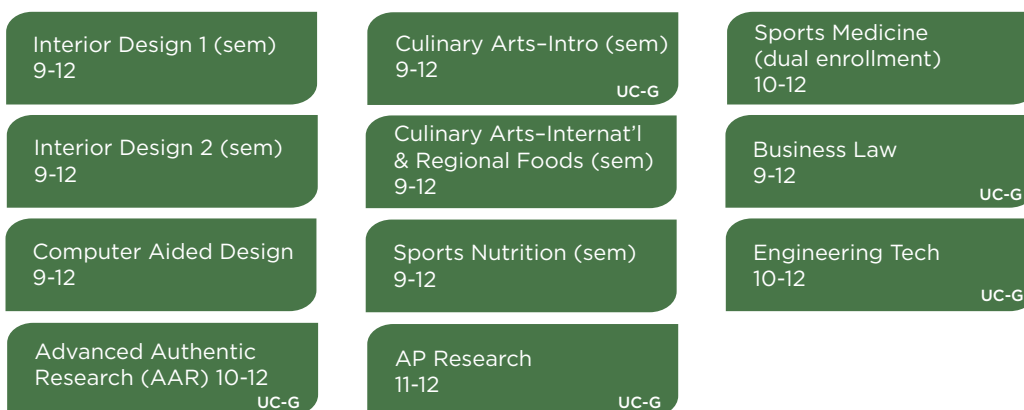 Interior Design 1 (sem)
9-12
Culinary Arts–Intro (sem)
9-12
UC-G
Sports Medicine
(dual enrollment)
10-12
Interior Design 2 (sem)
9-12
Culinary Arts–Internat’l
& Regional Foods (sem)
9-12
Business Law
9-12
UC-G
Computer Aided Design
9-12
Sports Nutrition (sem)
9-12
Engineering Tech
10-12
UC-G
Advanced Authentic
Research (AAR) 10-12
UC-G
AP Research
11-12
UC-G